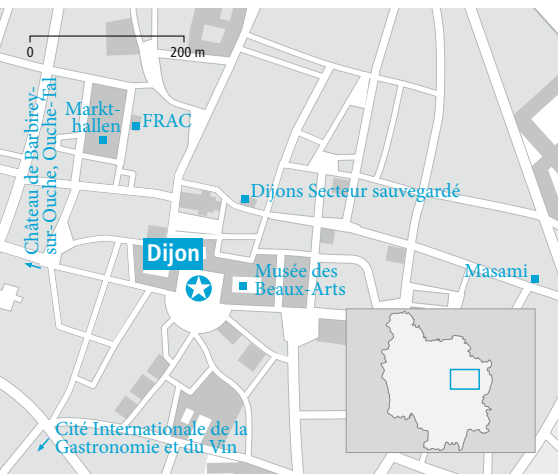 0
200 m
Château de Barbirey-
sur-Ouche, Ouche-Tal
Markt-
hallen
FRAC
Dijons Secteur sauvegardé
Dijon
Musée des
Beaux-Arts
Masami
Cité Internationale de la
Gastronomie et du Vin